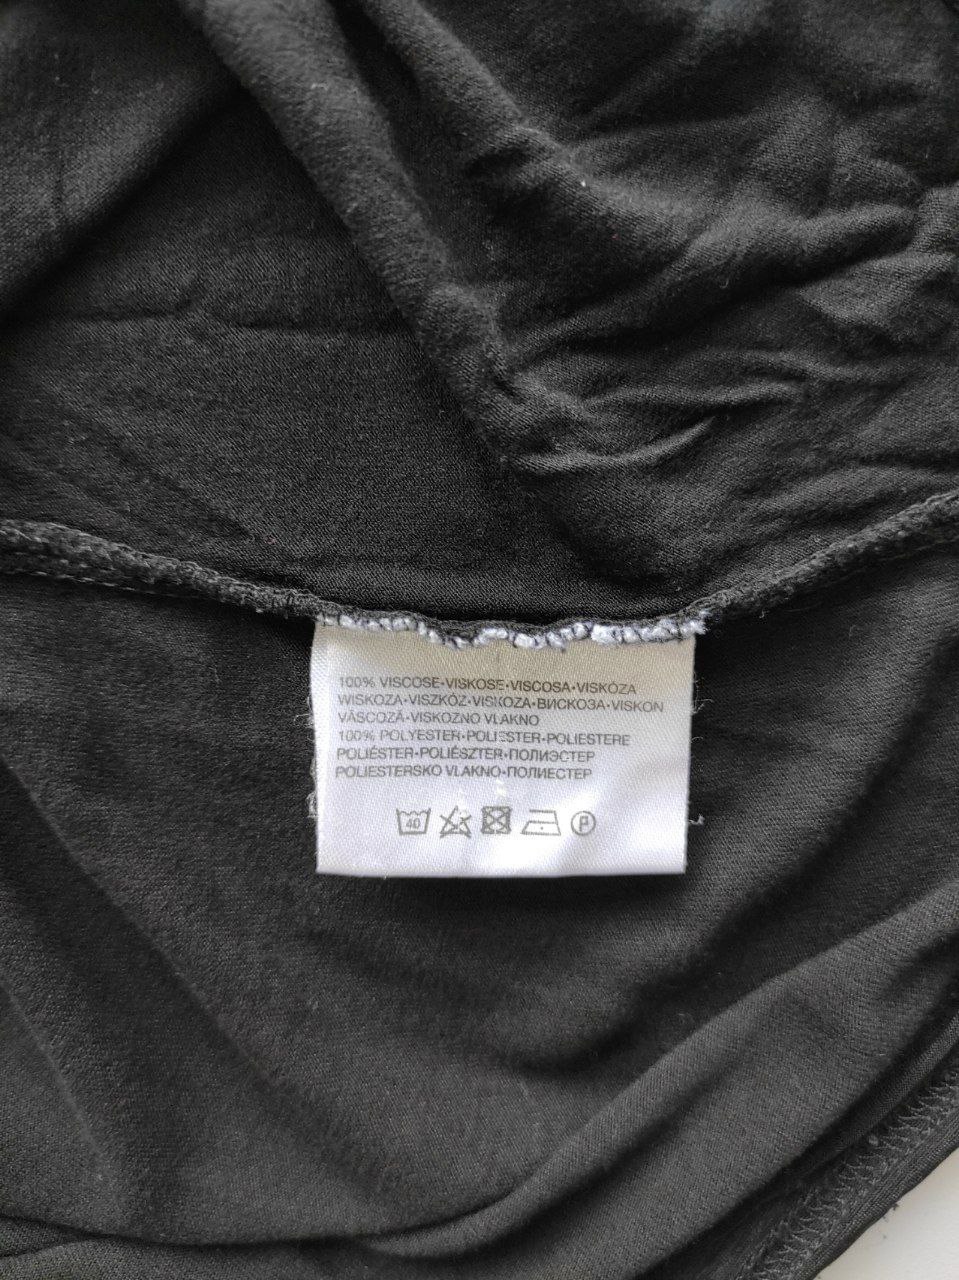 100% VISCOSE·VISKOSE·VISCOSA·VISKÓZA
WISKOZA·VISZKÓZ·VISKOZA·ВИСКОЗА·VISKON
VÂSCOZĂ·VISKOZNO VLAKNO
100% POLYESTER·POLIESTER·POLIESTERE
POLIÉSTER·POLIÉSZTER·ПОЛИЭСТЕР
POLIESTERSKO VLAKNO·ПОЛИЕСТЕР
40 P